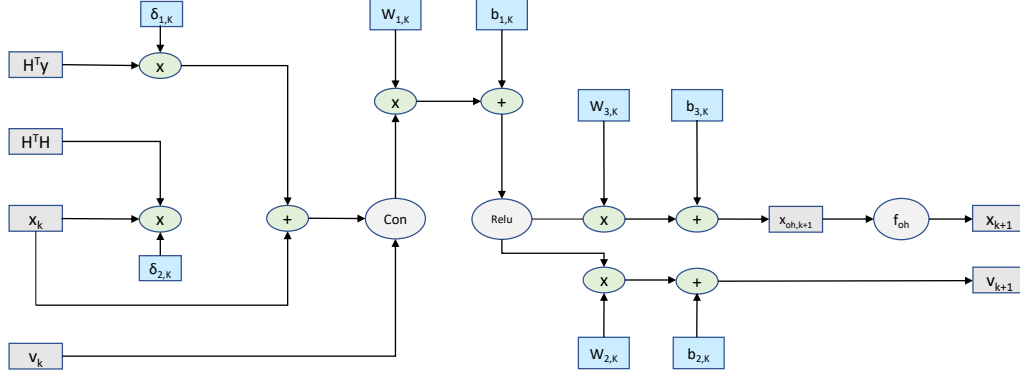 δ1,K
W1,K
b1,K
HᵀY
x
x
+
W3,K
b3,K
HᵀH
xk
x
+
Con
Relu
x
+
xoh,k+1
foh
xk+1
δ2,K
x
+
vk+1
vk
W2,K
b2,K